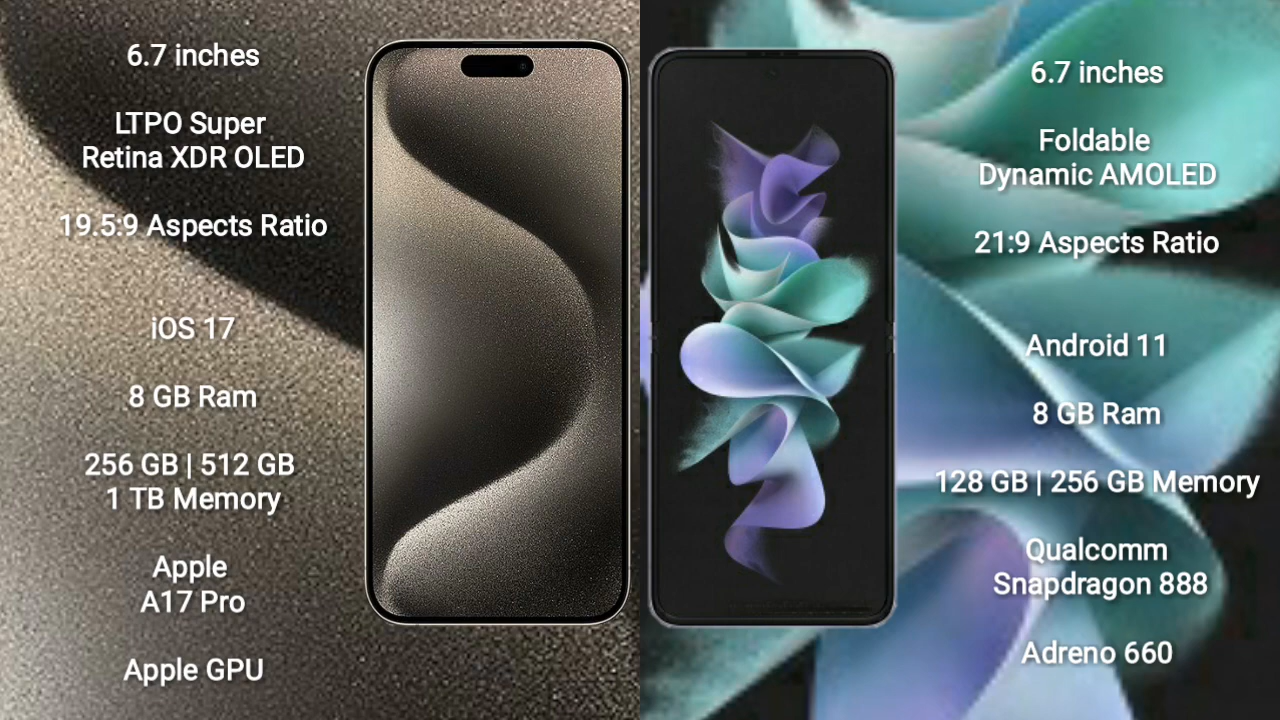 6.7 inches
LTPO Super
Retina XDR OLED
19.5:9 Aspects Ratio
iOS 17
8 GB Ram
256 GB | 512 GB
1 TB Memory
Apple
A17 Pro
Apple GPU
6.7 inches
Foldable
Dynamic AMOLED
21:9 Aspects Ratio
Android 11
8 GB Ram
128 GB | 256 GB Memory
Qualcomm
Snapdragon 888
Adreno 660